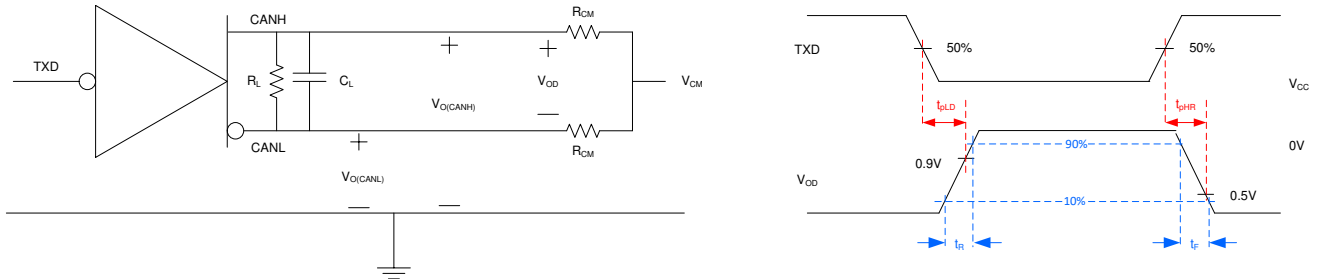 CANH
R_CM
TXD
R_L
C_L
V_OD
V_CM
V_O(CANH)
CANL
R_CM
V_O(CANL)
TXD
50%
50%
V_CC
t_pLD
t_pHR
90%
0V
0.9V
V_OD
10%
0.5V
t_R
t_F